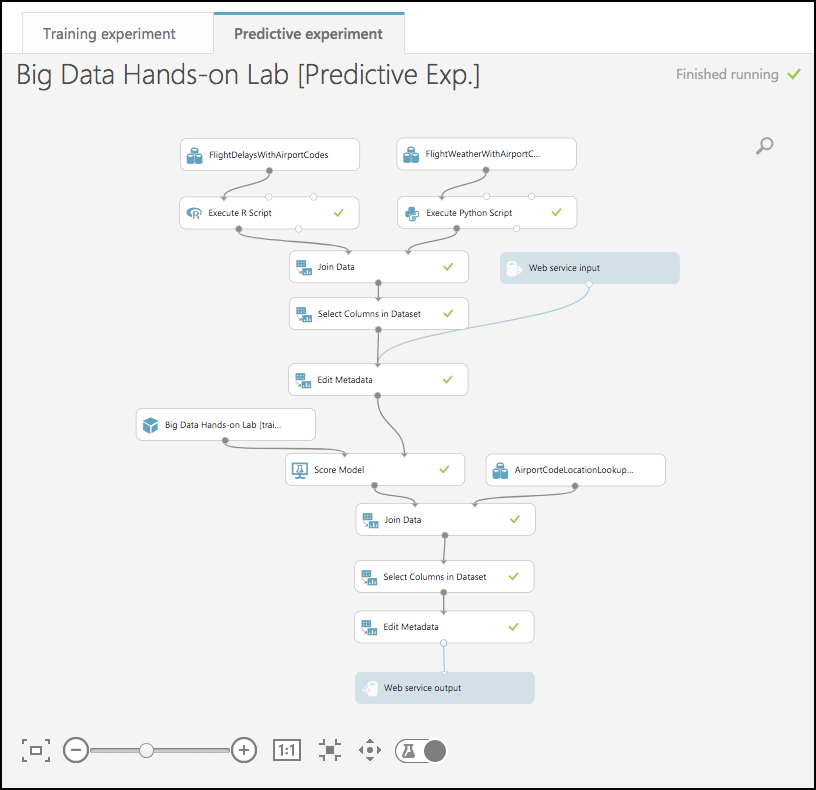 Training experiment
Predictive experiment
Big Data Hands-on Lab [Predictive Exp.]
Finished running
FlightDelaysWithAirportCodes
FlightWeatherWithAirportC...
Execute R Script
Execute Python Script
Join Data
Web service input
Select Columns in Dataset
Edit Metadata
Big Data Hands-on Lab [trai...
Score Model
AirportCodeLocationLookup...
Join Data
Select Columns in Dataset
Edit Metadata
Web service output
1:1